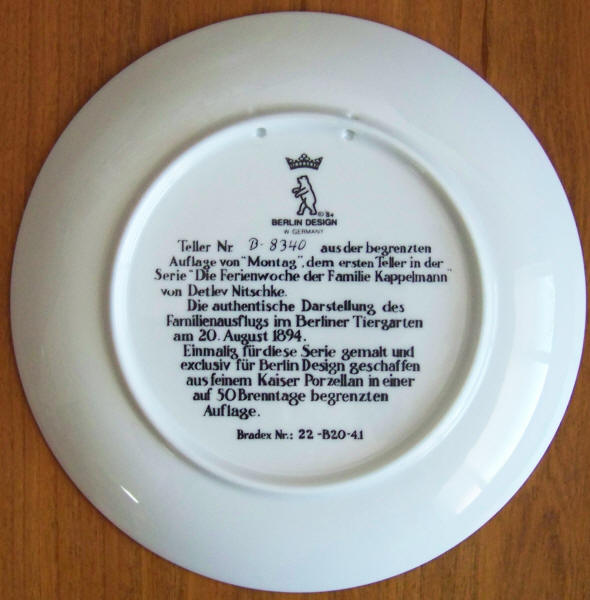 © '84
BERLIN DESIGN
W. GERMANY
Teller Nr. B-8340 aus der begrenzten
Auflage von "Montag", dem ersten Teller in der
Serie "Die Ferienwoche der Familie Kappelmann"
von Detlev Nitschke.
Die authentische Darstellung des
Familienausflugs im Berliner Tiergarten
am 20. August 1894.
Einmalig für diese Serie gemalt und
exclusiv für Berlin Design geschaffen
aus feinem Kaiser Porzellan in einer
auf 50 Brenntage begrenzten
Auflage.
Bradex Nr.: 22-B20-4.1